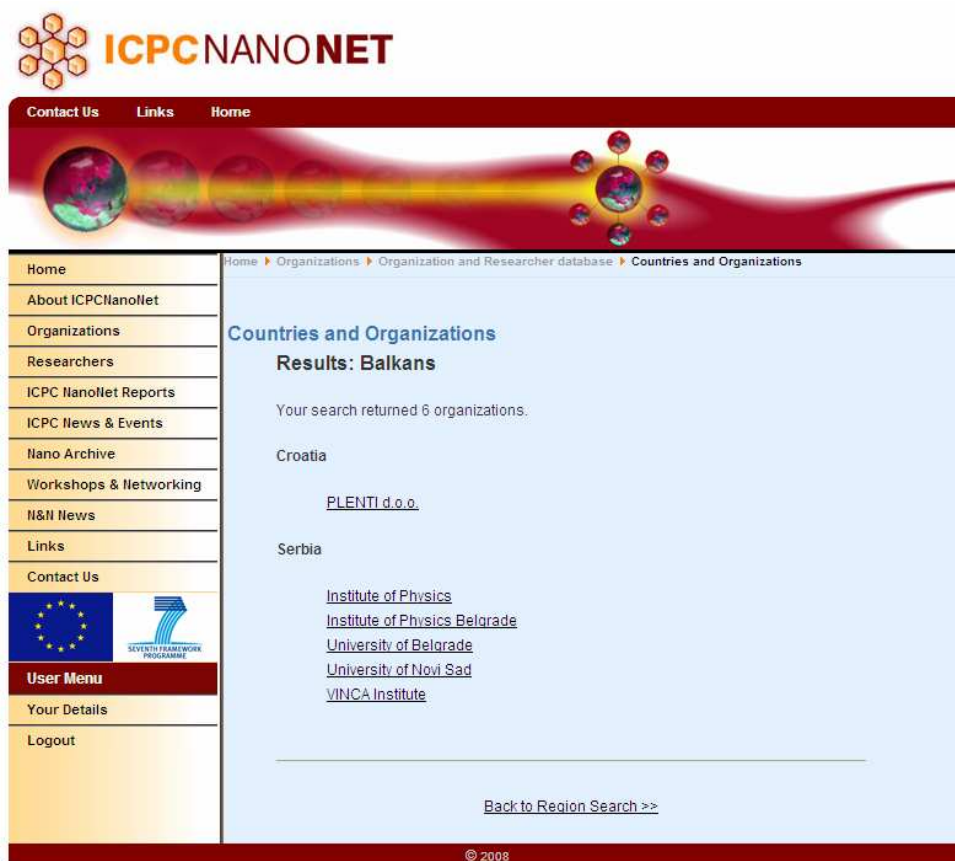 ICPCNANONET
Contact Us Links Home
Home Organizations Organization and Researcher database Countries and Organizations
Home
About ICPCNanoNet
Organizations
Researchers
ICPC NanoNet Reports
ICPC News & Events
Nano Archive
Workshops & Networking
N&N News
Links
Contact Us
7
SEVENTH FRAMEWORK
PROGRAMME
User Menu
Your Details
Logout
Countries and Organizations
Results: Balkans
Your search returned 6 organizations.
Croatia
PLENTI d.o.o.
Serbia
Institute of Physics
Institute of Physics Belgrade
University of Belgrade
University of Novi Sad
VINCA Institute
Back to Region Search >>
© 2008